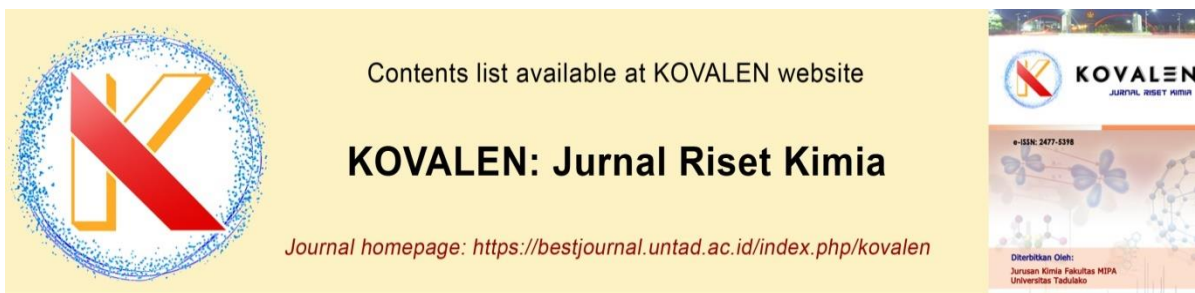 Contents list available at KOVALEN website
KOVALEN: Jurnal Riset Kimia
Journal homepage: https://bestjournal.untad.ac.id/index.php/kovalen
KOVALEN
JURNAL RISET KIMIA
e-ISSN: 2477-5398
Diterbitkan Oleh:
Jurusan Kimia Fakultas MIPA
Universitas Tadulako